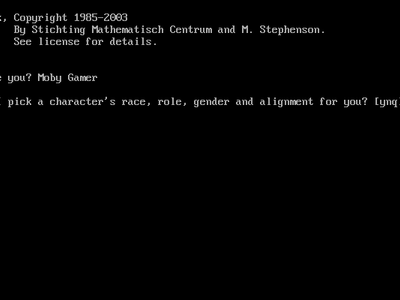 , Copyright 1985-2003
By Stichting Mathematisch Centrum and M. Stephenson.
See license for details.
you? Moby Gamer
pick a character's race, role, gender and alignment for you? [ynq]